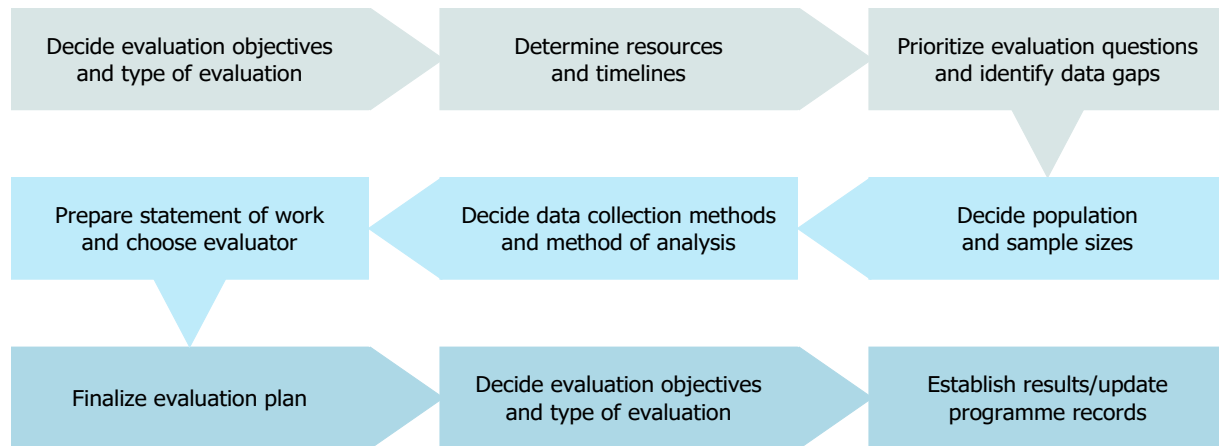 Decide evaluation objectives
and type of evaluation
Determine resources
and timelines
Prioritize evaluation questions
and identify data gaps
Decide population
and sample sizes
Decide data collection methods
and method of analysis
Prepare statement of work
and choose evaluator
Finalize evaluation plan
Decide evaluation objectives
and type of evaluation
Establish results/update
programme records